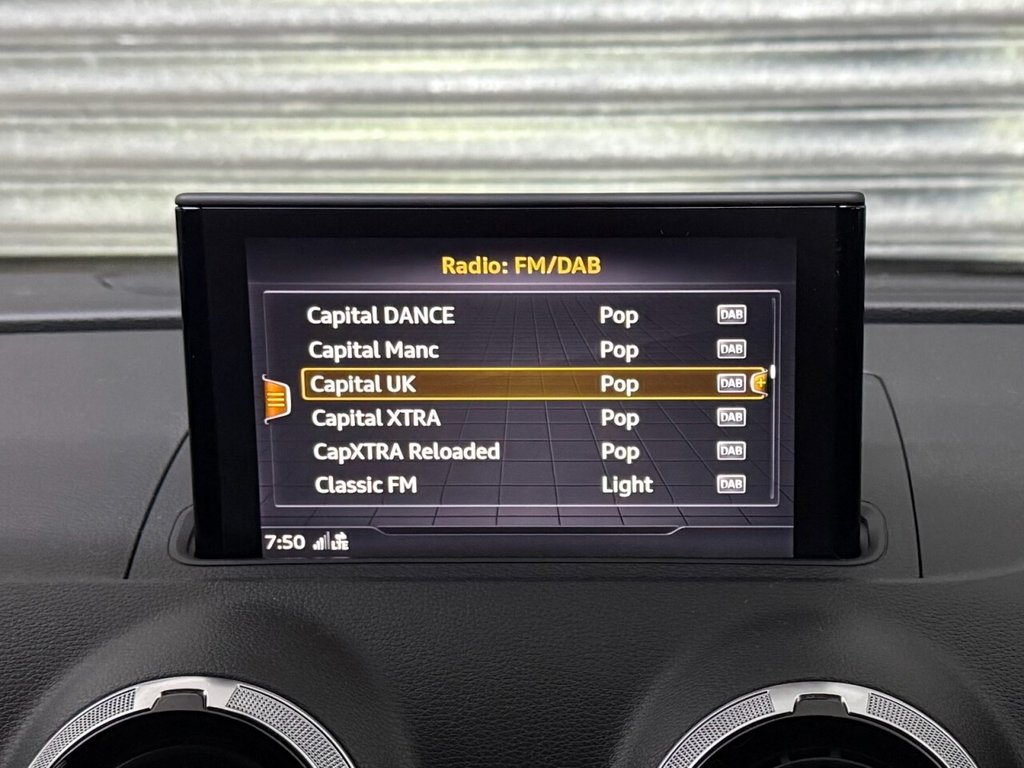 Radio: FM/DAB
Capital DANCE Pop DAB
Capital Manc Pop DAB
Capital UK Pop DAB +
Capital XTRA Pop DAB
CapXTRA Reloaded Pop DAB
Classic FM Light DAB
7:50 LTE